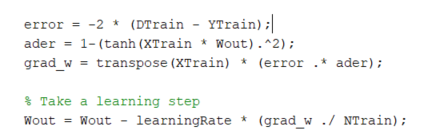 error = -2 * (DTrain - YTrain);
ader = 1-(tanh(XTrain * Wout).^2);
grad_w = transpose(XTrain) * (error .* ader);
% Take a learning step
Wout = Wout - learningRate * (grad_w ./ NTrain);